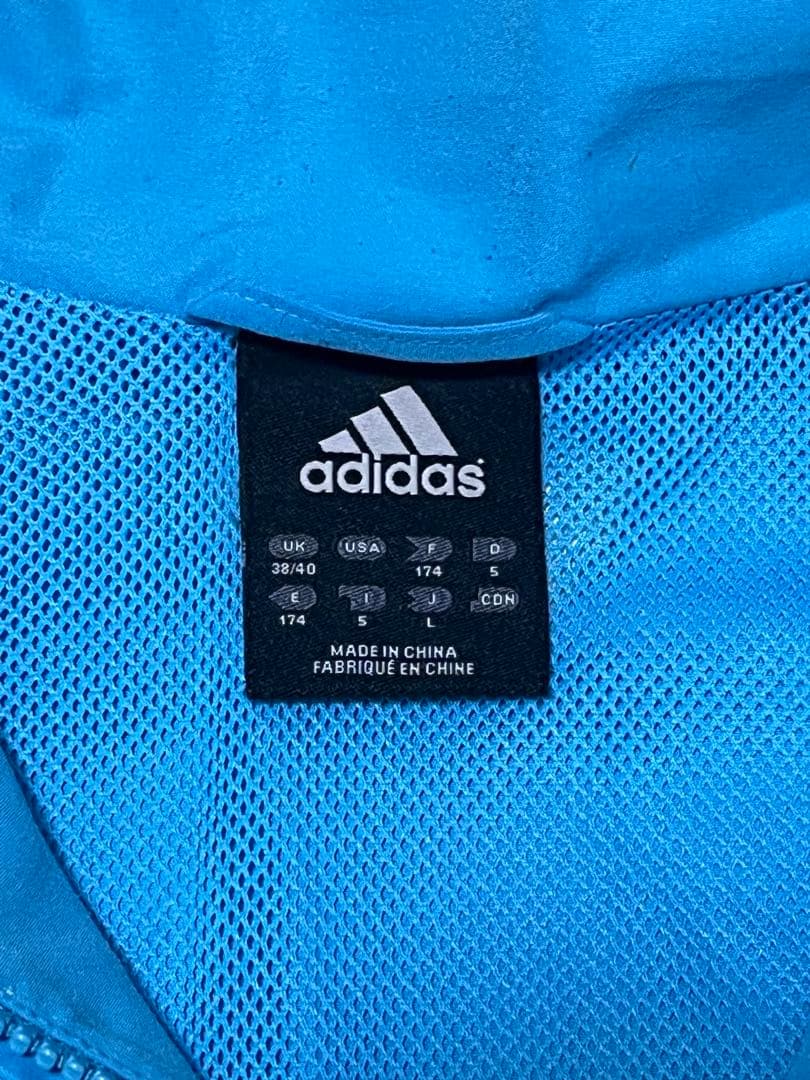 adidas
UK USA F D
38/40 174 5
E I J CDN
174 5 L
MADE IN CHINA
FABRIQUÉ EN CHINE